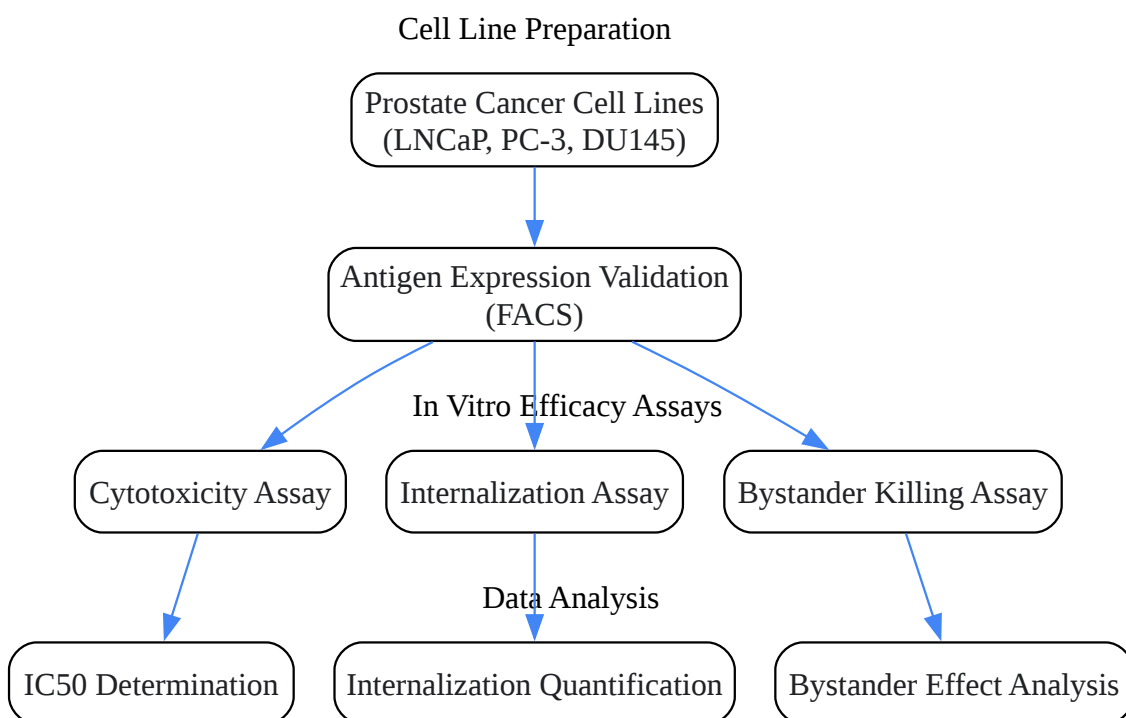 Cell Line Preparation
Prostate Cancer Cell Lines
(LNCaP, PC-3, DU145)
Antigen Expression Validation
(FACS)
In Vitro Efficacy Assays
Cytotoxicity Assay
Internalization Assay
Bystander Killing Assay
Data Analysis
IC50 Determination
Internalization Quantification
Bystander Effect Analysis